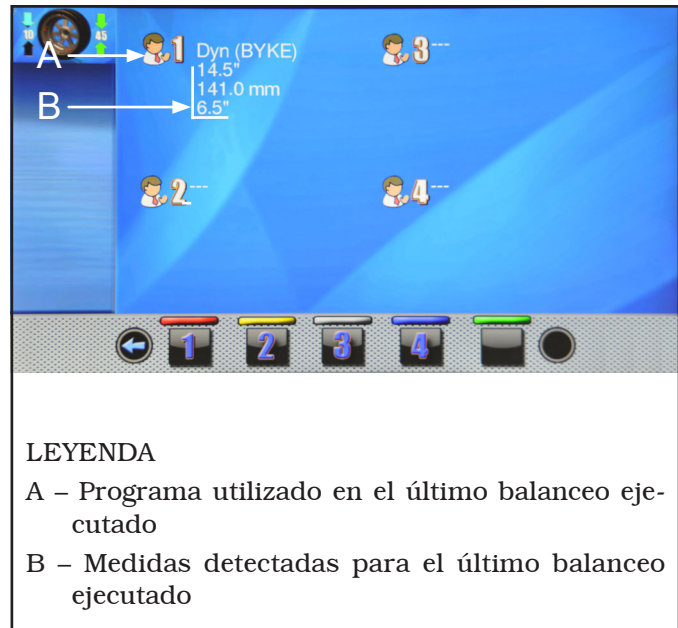 10
45
A
1
Dyn (BYKE)
14.5"
141.0 mm
6.5"
B
3
---
2
---
4
---
1
2
3
4
LEYENDA
A – Programa utilizado en el último balanceo eje-
cutado
B – Medidas detectadas para el último balanceo
ejecutado